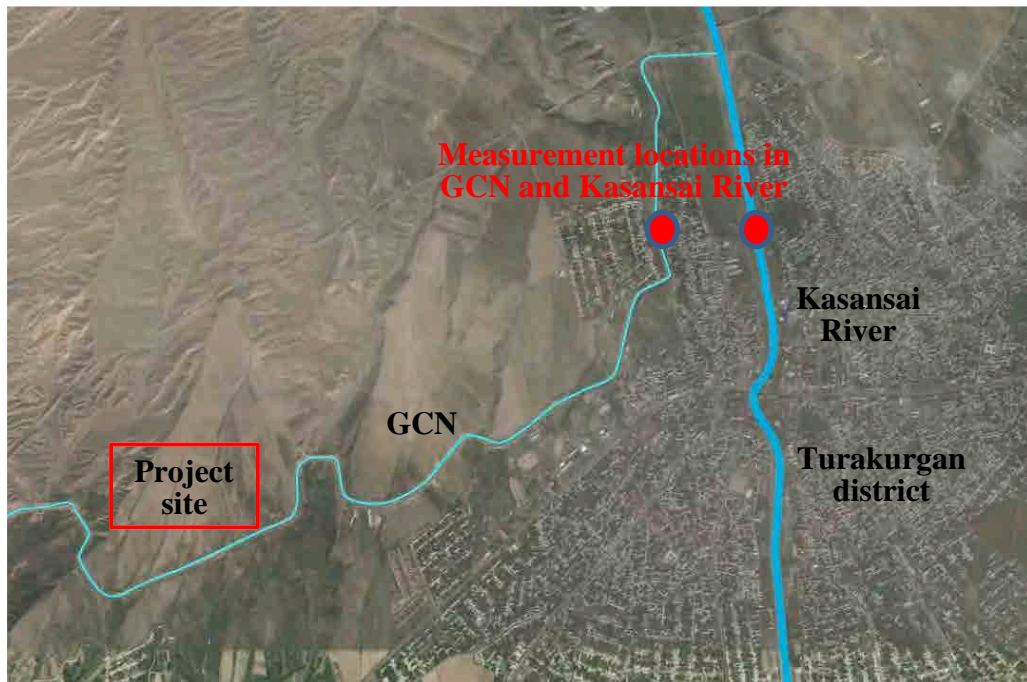 Measurement locations in
GCN and Kasansai River
Kasansai
River
GCN
Turakurgan
district
Project
site